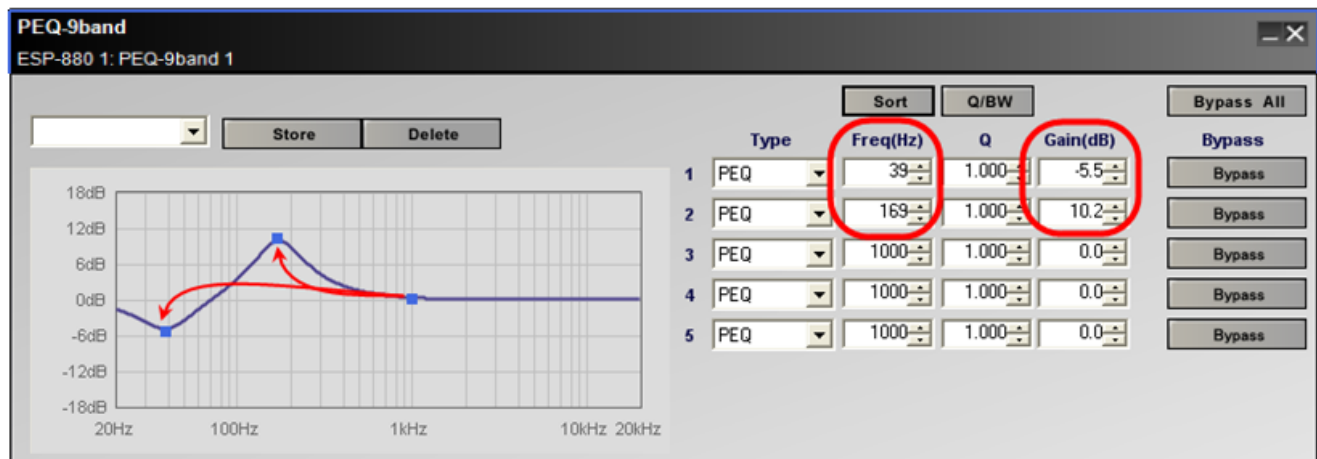 PEQ-9band
ESP-880 1: PEQ-9band 1
Sort Q/BW Bypass All
Store Delete
Type Freq(Hz) Q Gain(dB) Bypass
1 PEQ 39 1.000 -5.5 Bypass
2 PEQ 169 1.000 10.2 Bypass
3 PEQ 1000 1.000 0.0 Bypass
4 PEQ 1000 1.000 0.0 Bypass
5 PEQ 1000 1.000 0.0 Bypass
18dB
12dB
6dB
0dB
-6dB
-12dB
-18dB
20Hz 100Hz 1kHz 10kHz 20kHz